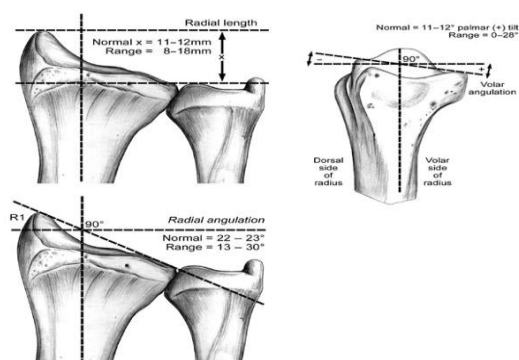 Radial length
Normal x = 11–12mm
Range = 8–18mm
x
Normal = 11–12° palmar (+) tilt
Range = 0–28°
90°
–
+
Volar
angulation
Dorsal
side
of
radius
Volar
side
of
radius
R1
90°
Radial angulation
Normal = 22 – 23°
Range = 13 – 30°